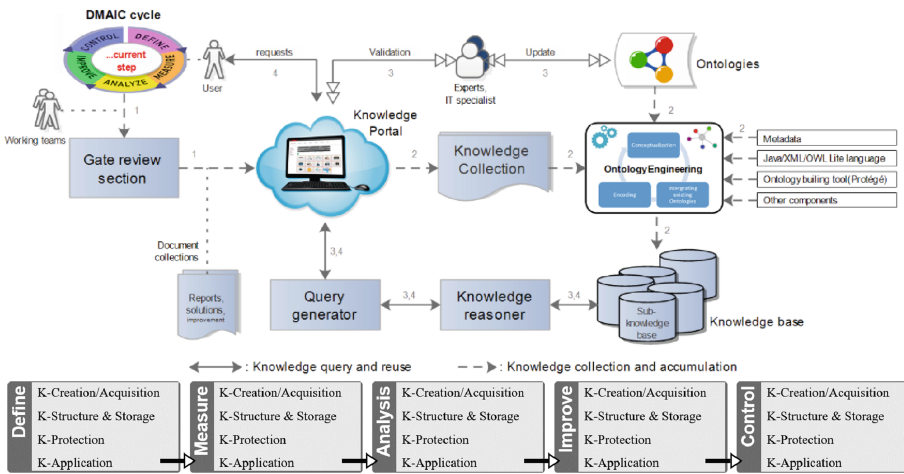 DMAIC cycle
CONTROL
DEFINE
MEASURE
ANALYZE
IMPROVE
...current
step
User
requests
4
Validation
3
Experts,
IT specialist
Update
3
Ontologies
2
Working teams
1
Gate review
section
1
Knowledge
Portal
2
Knowledge
Collection
2
Conceptualization
Ontology Engineering
Encoding
Intergrating
existing
Ontologies
2
Metadata
Java/XML/OWL Lite language
Ontology builing tool(Protégé)
Other components
2
Document
collections
Reports,
solutions,
improvement
3,4
Query
generator
3,4
Knowledge
reasoner
3,4
Sub-
knowledge
base
Knowledge base
: Knowledge query and reuse
: Knowledge collection and accumulation
Define
K-Creation/Acquisition
K-Structure & Storage
K-Protection
K-Application
Measure
K-Creation/Acquisition
K-Structure & Storage
K-Protection
K-Application
Analysis
K-Creation/Acquisition
K-Structure & Storage
K-Protection
K-Application
Improve
K-Creation/Acquisition
K-Structure & Storage
K-Protection
K-Application
Control
K-Creation/Acquisition
K-Structure & Storage
K-Protection
K-Application